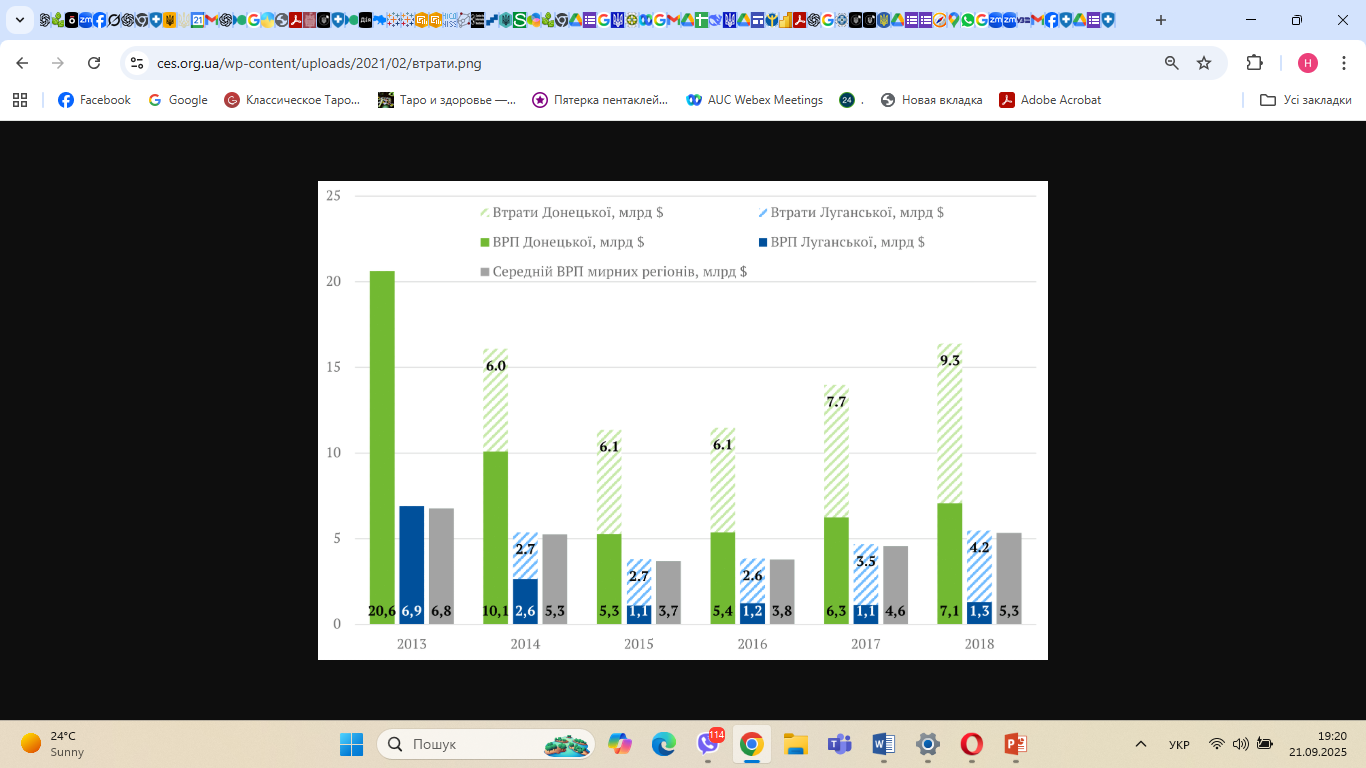 ces.org.ua/wp-content/uploads/2021/02/втрати.png
Facebook
Google
Классическое Таро...
Таро и здоровье —...
Пятерка пентаклей...
AUC Webex Meetings
24 .
Новая вкладка
Adobe Acrobat
Усі закладки
Втрати Донецької, млрд $ Втрати Луганської, млрд $
ВРП Донецької, млрд $ ВРП Луганської, млрд $
Середній ВРП мирних регіонів, млрд $
25
20
15
10
5
0
6.0 6.1 6.1 7.7 9.3
2.7 2.7 2.6 3.5 4.2
20,6 6,9 6,8 10,1 2,6 5,3 5,3 1,1 3,7 5,4 1,2 3,8 6,3 1,1 4,6 7,1 1,3 5,3
2013 2014 2015 2016 2017 2018
24°C
Sunny
Пошук
114
УКР
19:20
21.09.2025